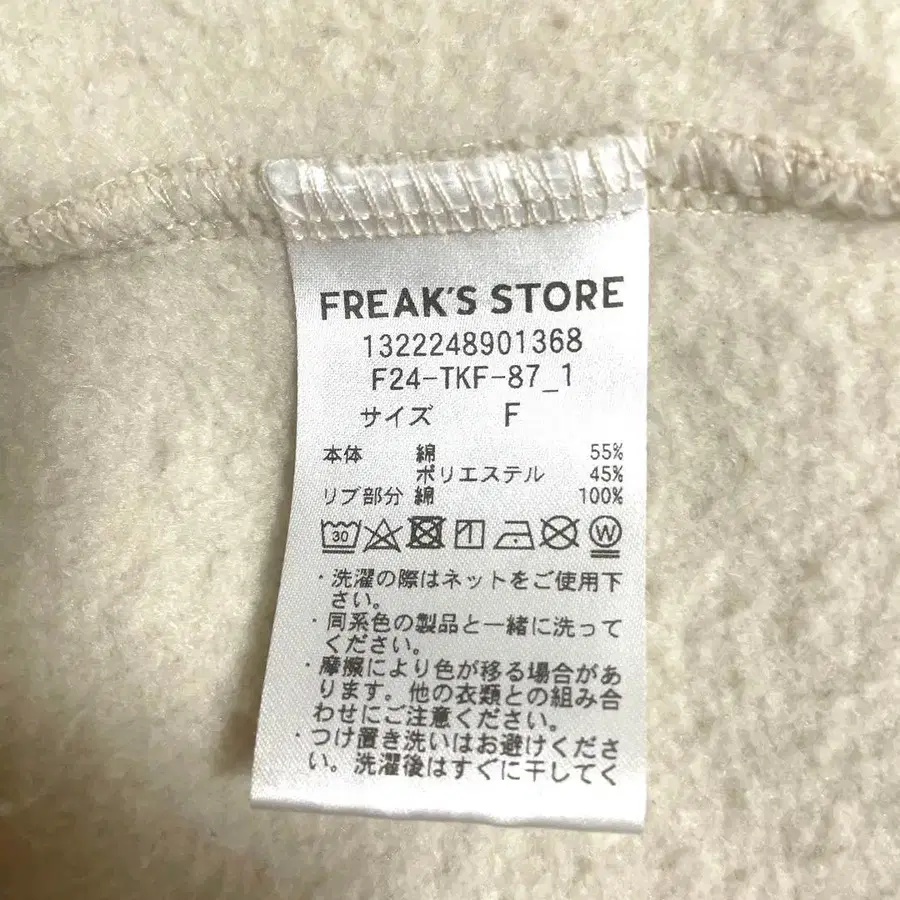 FREAK'S STORE
1322248901368
F24-TKF-87_1
サイズ F
本体 綿 55%
ポリエステル 45%
リブ部分 綿 100%
30 W
・洗濯の際はネットをご使用下
さい。
・同系色の製品と一緒に洗って
ください。
・摩擦により色が移る場合があ
ります。他の衣類との組み合
わせにご注意ください。
・つけ置き洗いはお避けくださ
い。洗濯後はすぐに干してく